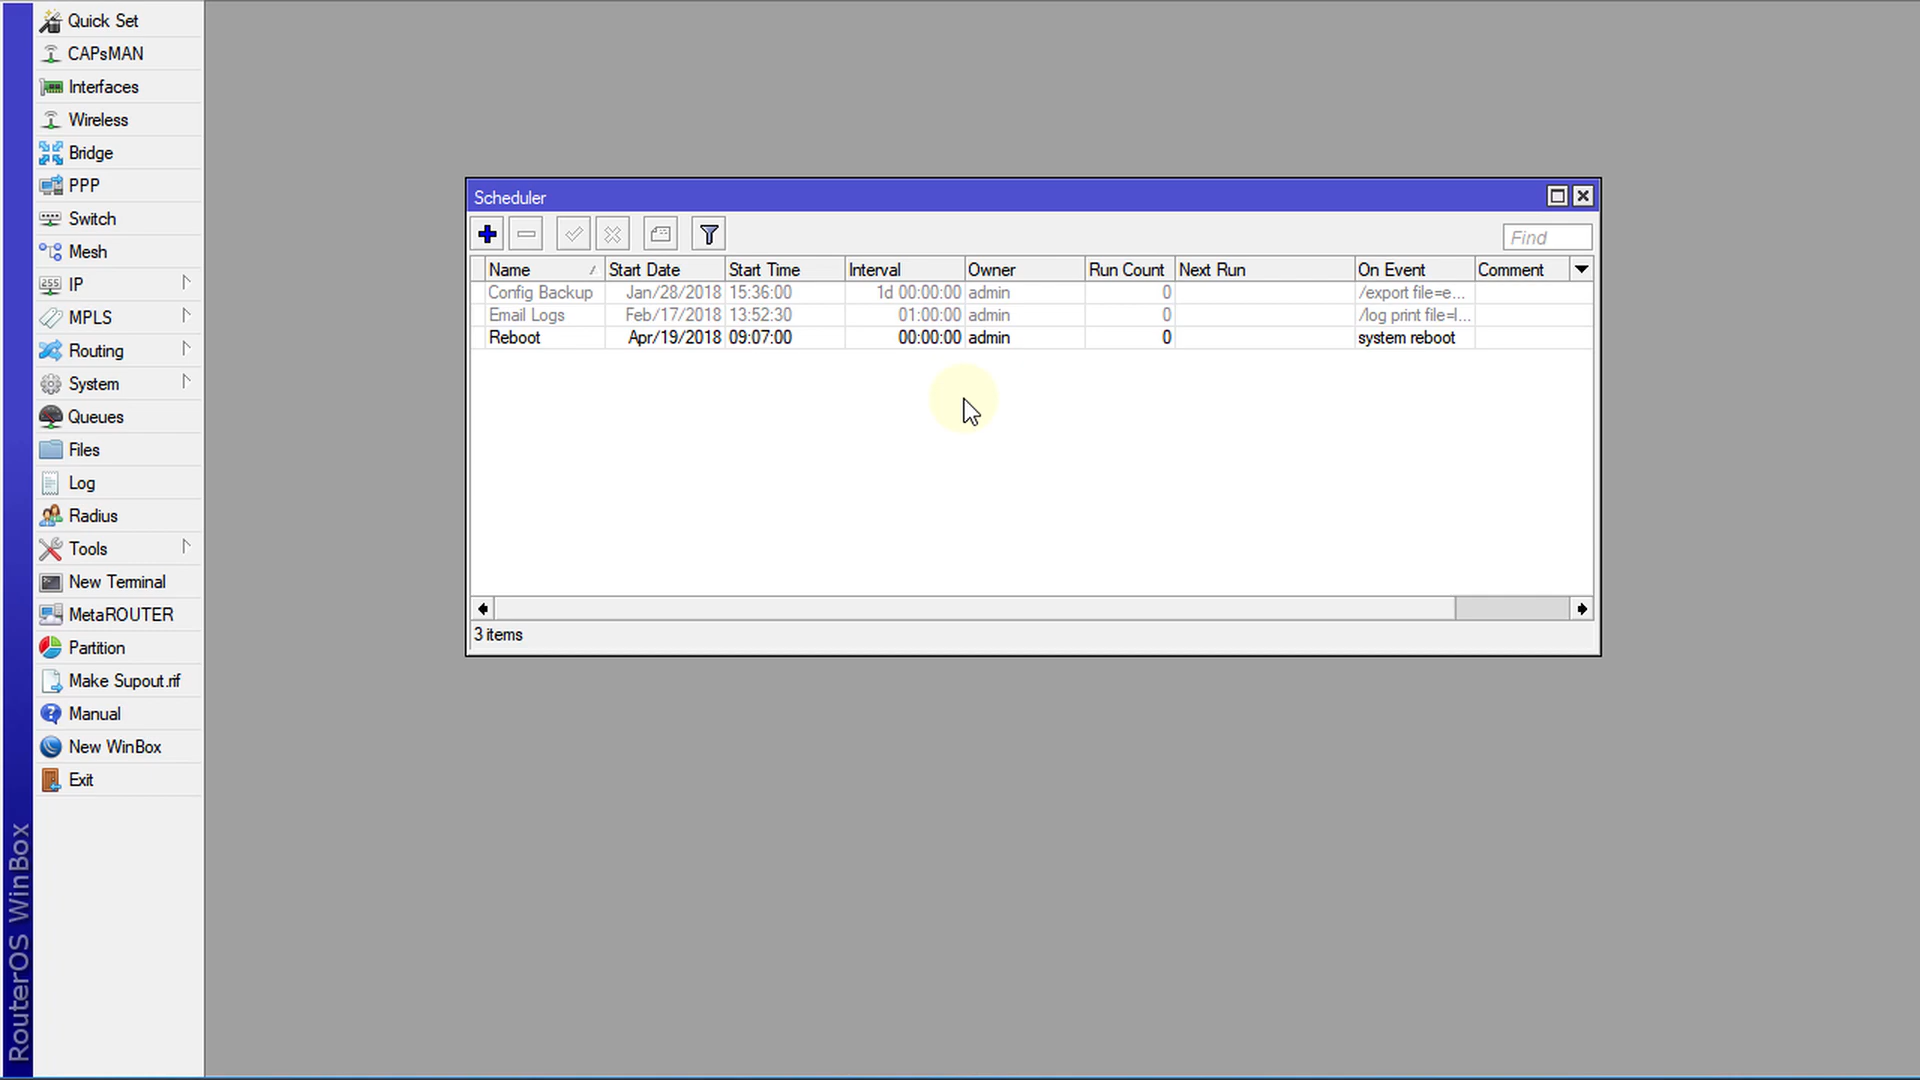 Quick Set
CAPsMAN
Interfaces
Wireless
Bridge
PPP
Switch
Mesh
255 IP
MPLS
Routing
System
Queues
Files
Log
Radius
Tools
New Terminal
MetaROUTER
Partition
Make Supout.rif
Manual
New WinBox
Exit
RouterOS WinBox
Scheduler
Find
Name Start Date Start Time Interval Owner Run Count Next Run On Event Comment
Config Backup Jan/28/2018 15:36:00 1d 00:00:00 admin 0 /export file=e...
Email Logs Feb/17/2018 13:52:30 01:00:00 admin 0 /log print file=l...
Reboot Apr/19/2018 09:07:00 00:00:00 admin 0 system reboot
3 items